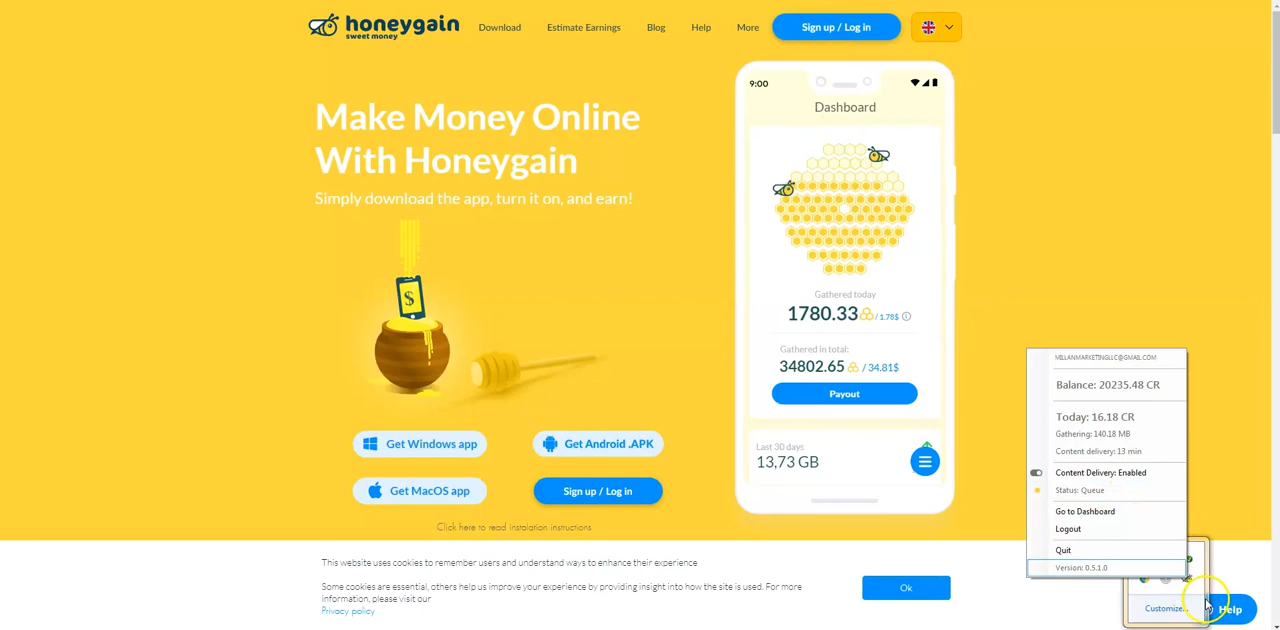 honeygain
sweet money
Download
Estimate Earnings
Blog
Help
More
Sign up / Log in
Make Money Online
With Honeygain
Simply download the app, turn it on, and earn!
$
Get Windows app
Get Android .APK
Get MacOS app
Sign up / Log in
Click here to read instalation instructions
9:00
Dashboard
Gathered today
1780.33 / 1.78$
Gathered in total:
34802.65 / 34.81$
Payout
Last 30 days
13,73 GB
MILLANMARKETINGLLC@GMAIL.COM
Balance: 20235.48 CR
Today: 16.18 CR
Gathering: 140.18 MB
Content delivery: 13 min
Content Delivery: Enabled
Status: Queue
Go to Dashboard
Logout
Quit
Version: 0.5.1.0
Customize...
Help
This website uses cookies to remember users and understand ways to enhance their experience
Some cookies are essential, others help us improve your experience by providing insight into how the site is used. For more
information, please visit our
Privacy policy
Ok